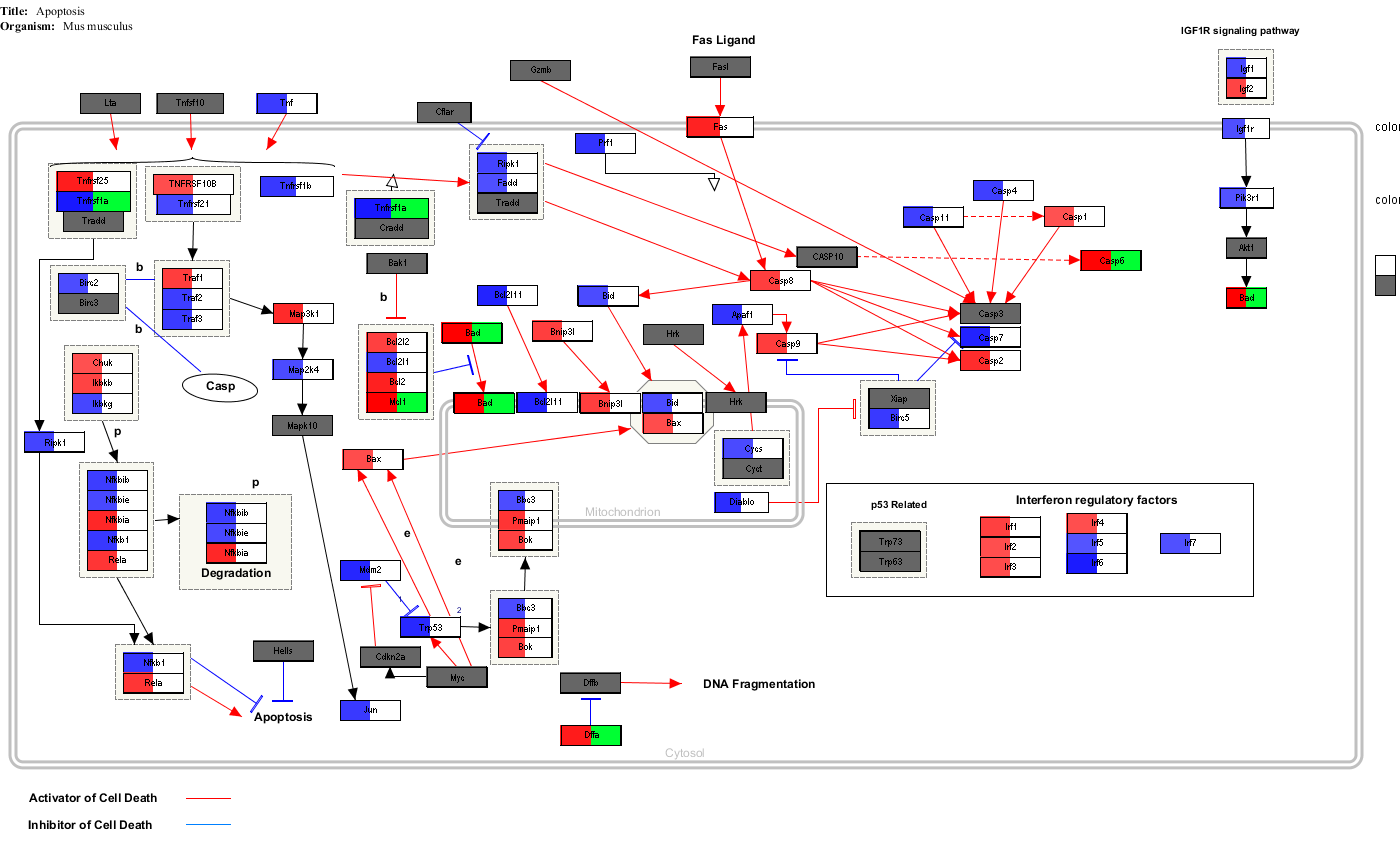 Title: Apoptosis
Organism: Mus musculus
IGF1R signaling pathway
Fas Ligand
Gzmb
Fasl
Igf1
Igf2
Lta
Tnfsf10
Tnf
Cflar
Fas
Igf1r
color
Prf1
Ripk1
Fadd
Tradd
Tnfrsf25
Tnfrsf1a
Tradd
TNFRSF10B
Tnfrsf21
Tnfrsf1b
Tnfrsf1a
Cradd
Casp4
Casp11
Casp1
Pik3r1
color
Akt1
Bad
Bak1
CASP10
Casp6
Casp8
b
Birc2
Birc3
b
Traf1
Traf2
Traf3
b
Bcl2l11
Bid
Apaf1
Casp3
Casp7
Casp2
Map3k1
Bad
Bnip3l
Hrk
Casp9
Bcl2l2
Bcl2l1
Bcl2
Mcl1
Chuk
Ikbkb
Ikbkg
Casp
Map2k4
Xiap
Birc5
Bad
Bcl2l11
Bnip3l
Bid
Bax
Hrk
Mapk10
p
Ripk1
Bax
Cycs
Cyct
Nfkbib
Nfkbie
Nfkbia
Nfkb1
Rela
p
Nfkbib
Nfkbie
Nfkbia
Degradation
Bbc3
Pmaip1
Bok
Diablo
Mitochondrion
p53 Related
Interferon regulatory factors
Trp73
Trp63
Irf1
Irf2
Irf3
Irf4
Irf5
Irf6
Irf7
e
e
Mdm2
1
2
Trp53
Bbc3
Pmaip1
Bok
Hells
Cdkn2a
Myc
Nfkb1
Rela
Apoptosis
Jun
Dffb
DNA Fragmentation
Dffa
Cytosol
Activator of Cell Death
Inhibitor of Cell Death